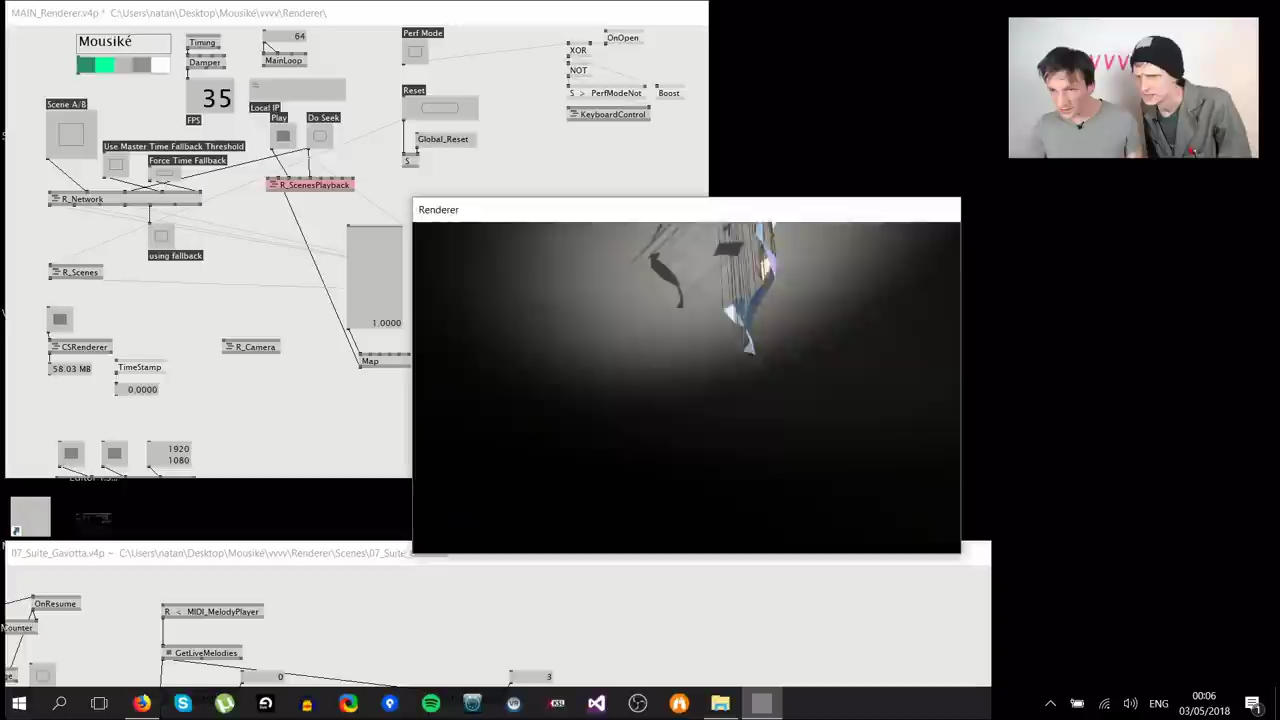 MAIN_Renderer.v4p * C:\Users\natan\Desktop\Mousiké\vvvv\Renderer\
Mousiké
Timing
Damper
35
FPS
64
MainLoop
Local IP
Play
Do Seek
Perf Mode
Reset
Global_Reset
S
OnOpen
XOR
NOT
S > PerfModeNot
Boost
KeyboardControl
Scene A/B
Use Master Time Fallback Threshold
Force Time Fallback
R_Network
R_ScenesPlayback
using fallback
R_Scenes
CSRenderer
58.03 MB
TimeStamp
0.0000
R_Camera
1.0000
Map
1920
1080
Renderer
vvvv
07_Suite_Gavotta.v4p ~ C:\Users\natan\Desktop\Mousiké\vvvv\Renderer\Scenes\07_Suite_
OnResume
Counter
R < MIDI_MelodyPlayer
GetLiveMelodies
0
3
ENG
00:06
03/05/2018
1